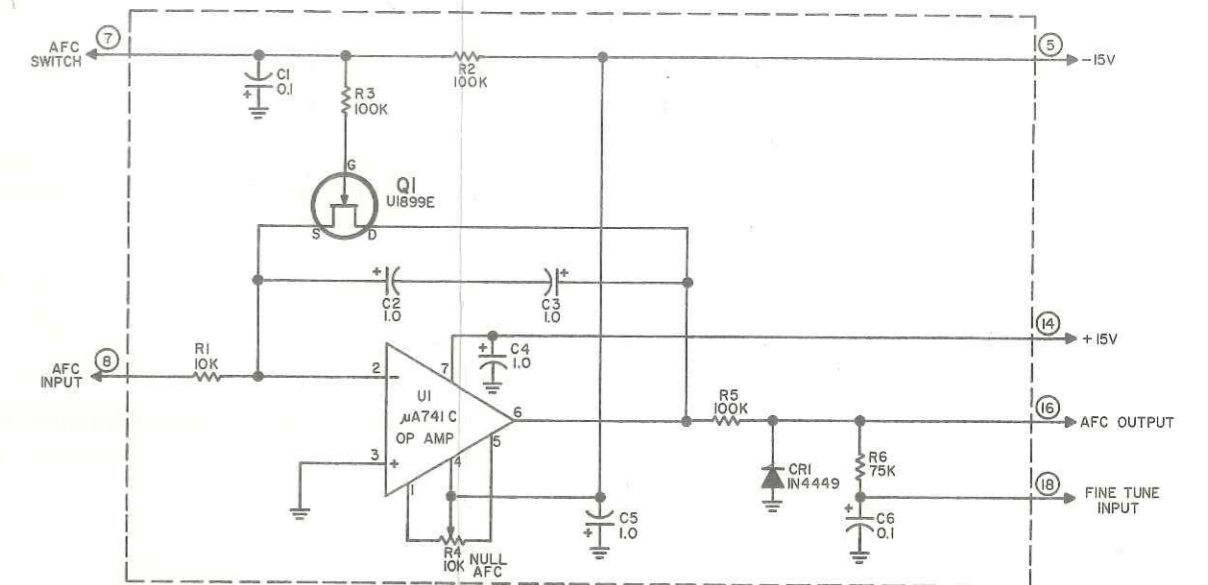 AFC
SWITCH
7
C1
0.1
+
R3
100K
R2
100K
5
-15V
G
Q1
U1899E
S
D
+
C2
1.0
+
C3
1.0
14
+15V
AFC
INPUT
8
R1
10K
2
-
7
+
C4
1.0
U1
µA741C
OP AMP
6
R5
100K
16
AFC OUTPUT
3
+
5
4
1
CR1
IN4449
R6
75K
18
FINE TUNE
INPUT
R4
10K
NULL
AFC
+
C5
1.0
+
C6
0.1